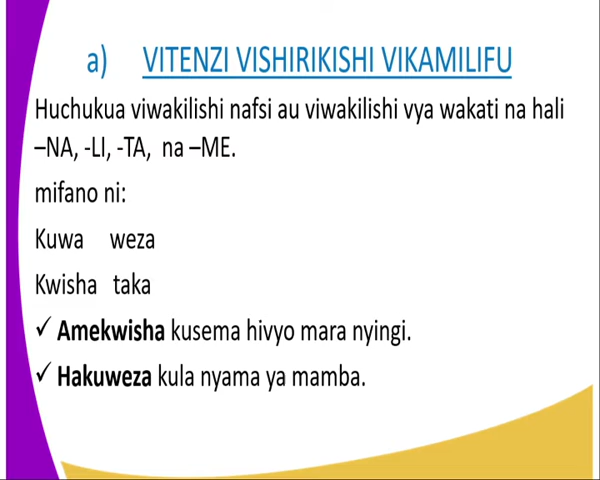 a) VITENZI VISHIRIKISHI VIKAMILIFU
Huchukua viwakilishi nafsi au viwakilishi vya wakati na hali
–NA, -LI, -TA, na –ME.
mifano ni:
Kuwa weza
Kwisha taka
✓ Amekwisha kusema hivyo mara nyingi.
✓ Hakuweza kula nyama ya mamba.